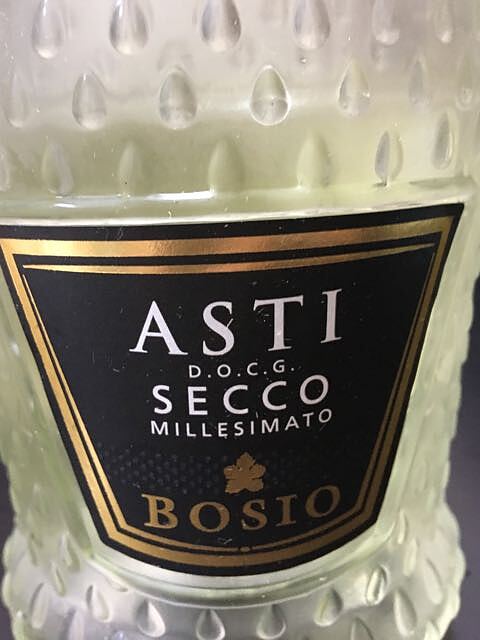 ASTI
D.O.C.G.
SECCO
MILLESIMATO
BOSIO